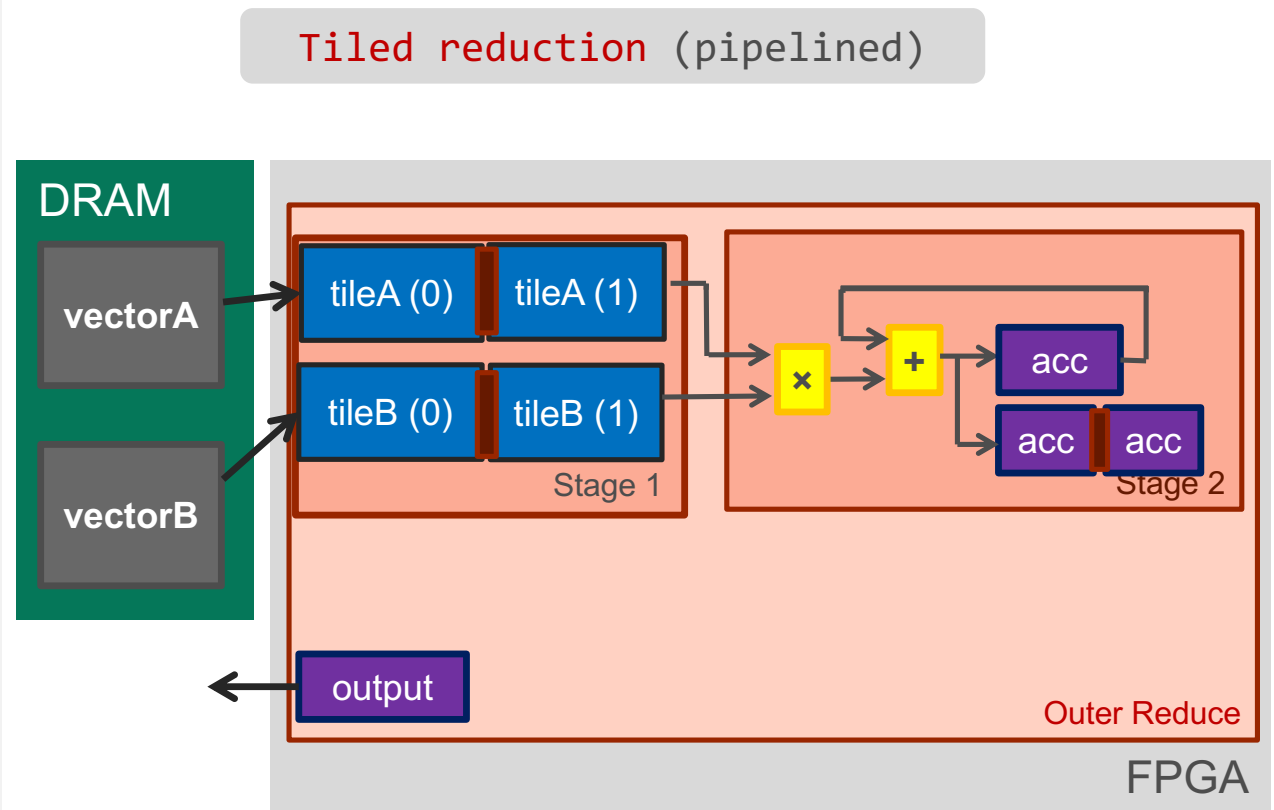 Tiled reduction (pipelined)
DRAM
vectorA
vectorB
tileA (0)
tileA (1)
tileB (0)
tileB (1)
Stage 1
×
+
acc
acc
acc
Stage 2
output
Outer Reduce
FPGA